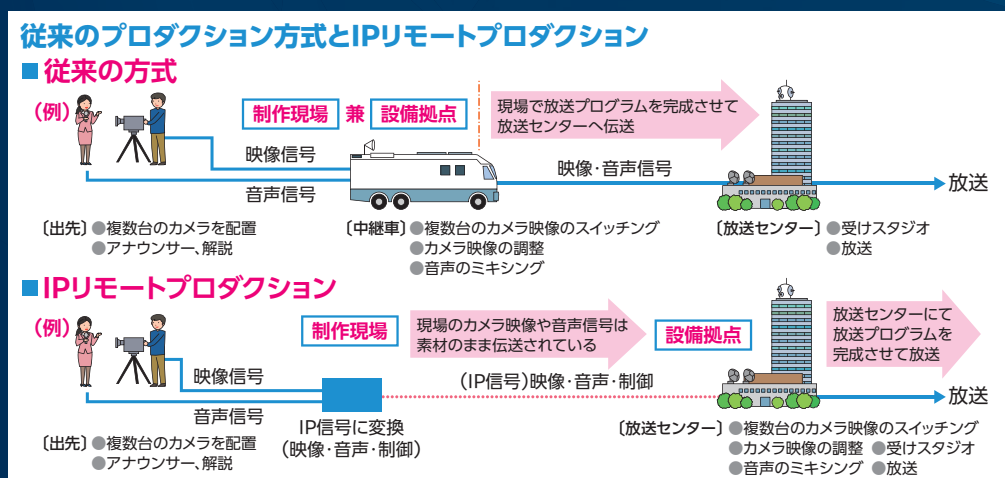 従来のプロダクション方式とIPリモートプロダクション
■従来の方式
(例)
制作現場 兼 設備拠点
現場で放送プログラムを完成させて
放送センターへ伝送
映像信号
音声信号
映像・音声信号
放送
〔出先〕●複数台のカメラを配置
●アナウンサー、解説
〔中継車〕●複数台のカメラ映像のスイッチング
●カメラ映像の調整
●音声のミキシング
〔放送センター〕●受けスタジオ
●放送
■IPリモートプロダクション
(例)
制作現場
現場のカメラ映像や音声信号は
素材のまま伝送されている
設備拠点
放送センターにて
放送プログラムを
完成させて放送
映像信号
音声信号
IP信号に変換
(映像・音声・制御)
(IP信号)映像・音声・制御
放送
〔出先〕●複数台のカメラを配置
●アナウンサー、解説
〔放送センター〕●複数台のカメラ映像のスイッチング
●カメラ映像の調整 ●受けスタジオ
●音声のミキシング ●放送